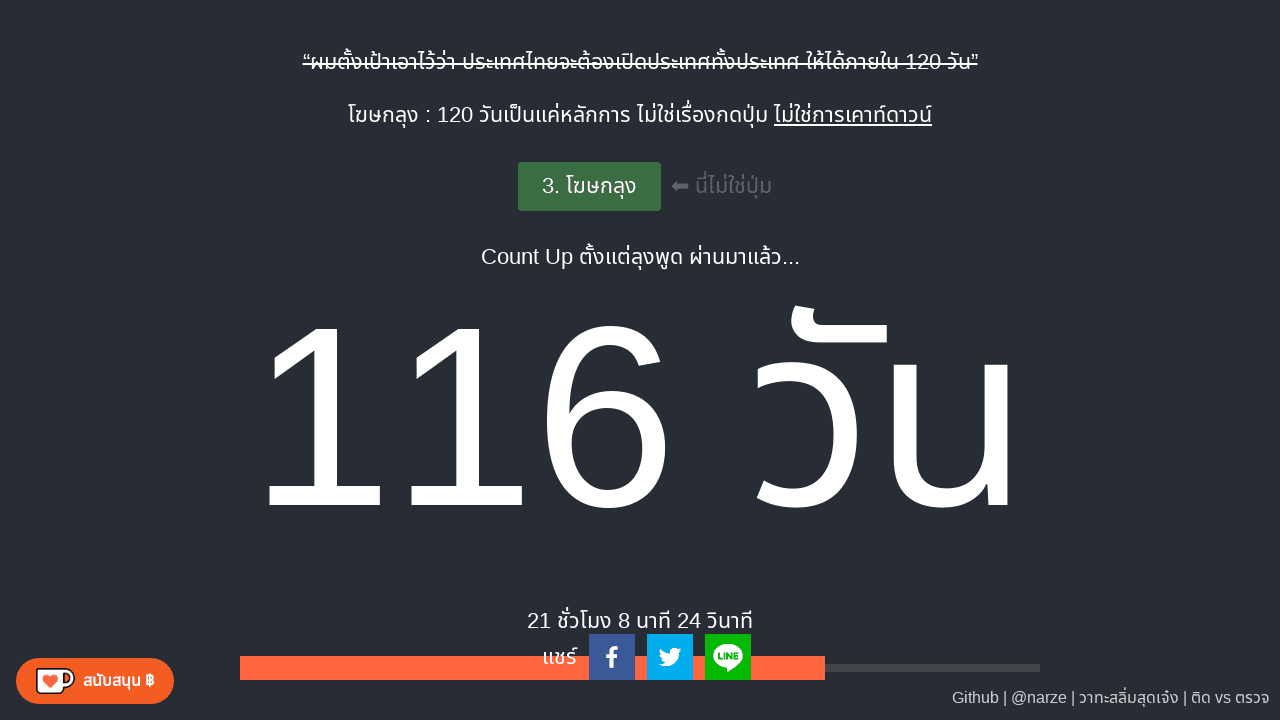 “ผมตั้งเป้าเอาไว้ว่า ประเทศไทยจะต้องเปิดประเทศทั้งประเทศ ให้ได้ภายใน 120 วัน”
โฆษกลุง : 120 วันเป็นแค่หลักการ ไม่ใช่เรื่องกดปุ่ม ไม่ใช่การเคาท์ดาวน์
3. โฆษกลุง ⬅ นี่ไม่ใช่ปุ่ม
Count Up ตั้งแต่ลุงพูด ผ่านมาแล้ว...
116 วัน
21 ชั่วโมง 8 นาที 24 วินาที
แชร์ LINE
สนับสนุน ฿
Github | @narze | วาทะสลิ่มสุดเจ๋ง | ติด vs ตรวจ